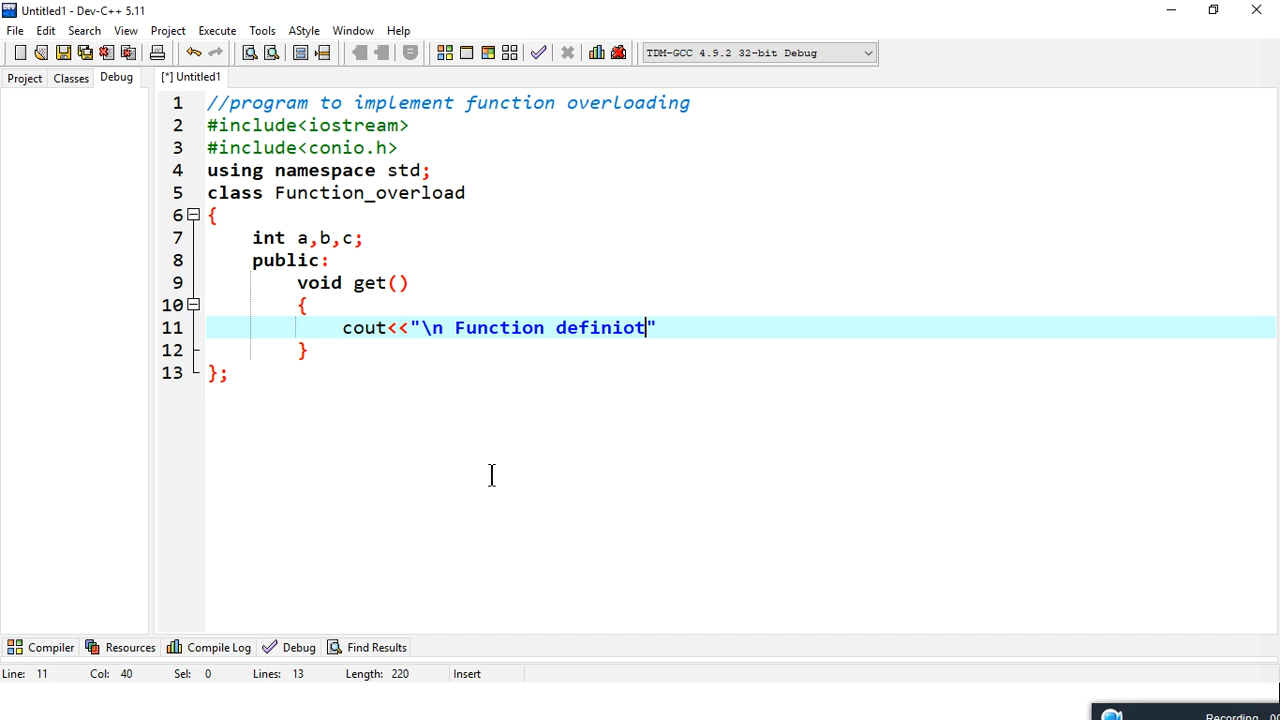 Untitled1 - Dev-C++ 5.11
File Edit Search View Project Execute Tools AStyle Window Help
TDM-GCC 4.9.2 32-bit Debug
Project Classes Debug [*] Untitled1
1 //program to implement function overloading
2 #include<iostream>
3 #include<conio.h>
4 using namespace std;
5 class Function_overload
6 {
7 int a,b,c;
8 public:
9 void get()
10 {
11 cout<<"\n Function definiot"
12 }
13 };
Compiler Resources Compile Log Debug Find Results
Line: 11 Col: 40 Sel: 0 Lines: 13 Length: 220 Insert
Recording